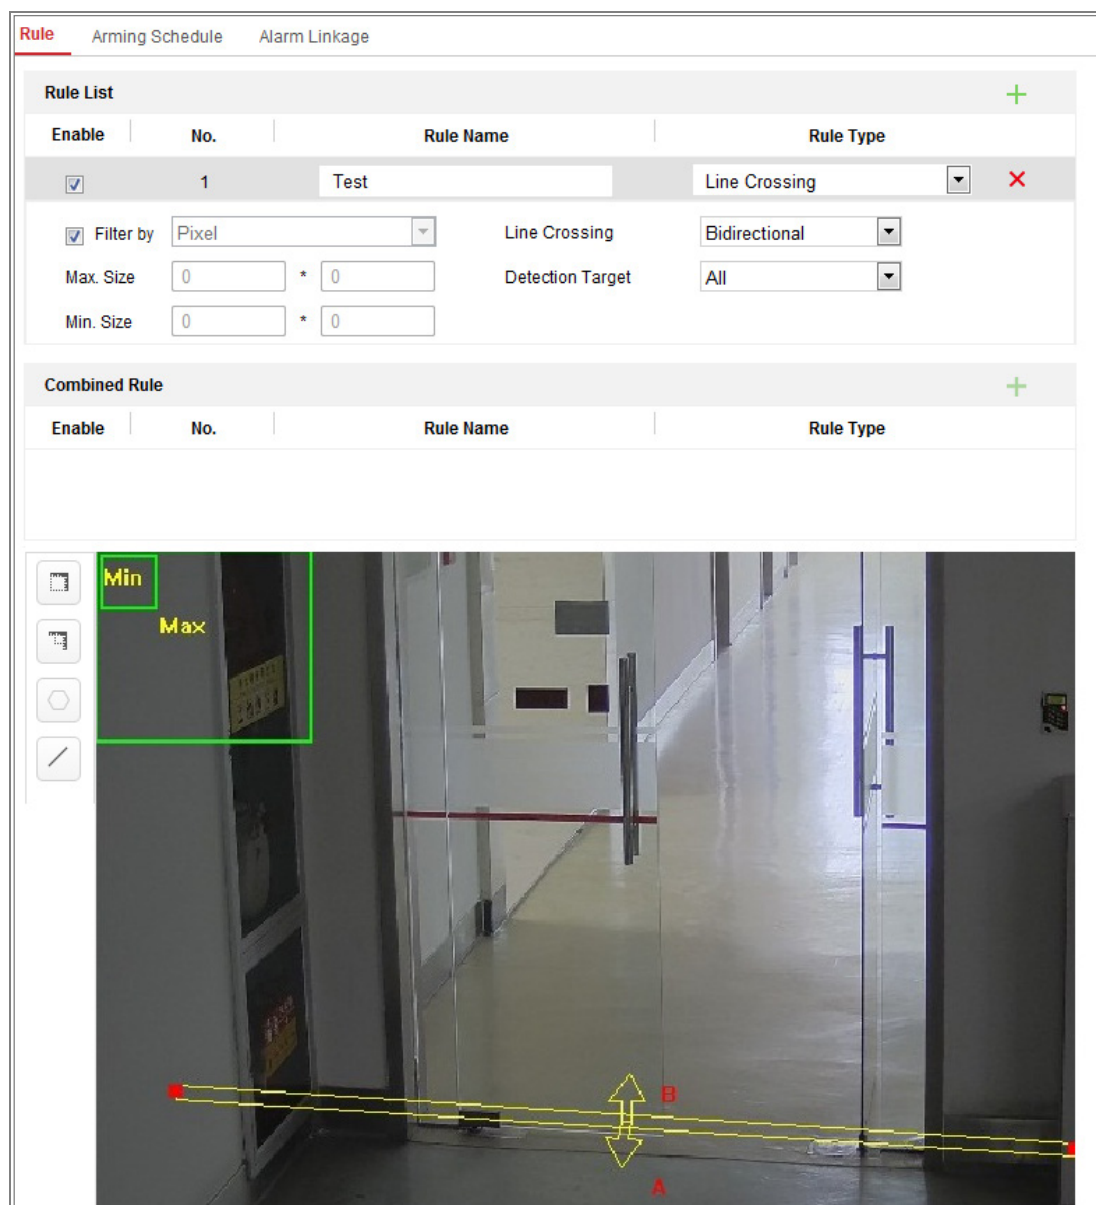 Rule Arming Schedule Alarm Linkage
Rule List
Enable No. Rule Name Rule Type
1 Test Line Crossing
Filter by Pixel Line Crossing Bidirectional
Max. Size 0 * 0 Detection Target All
Min. Size 0 * 0
Combined Rule
Enable No. Rule Name Rule Type
Min
Max
B
A